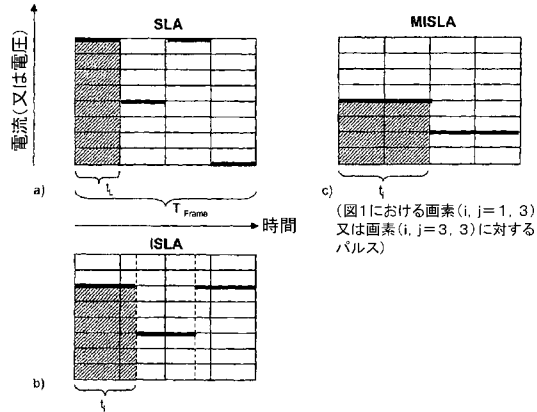 SLA
MISLA
電流(又は電圧)
a)
t_L
T_Frame
時間
c)
t_i
(図1における画素(i, j=1, 3)
又は画素(i, j=3, 3)に対する
パルス)
ISLA
b)
t_i